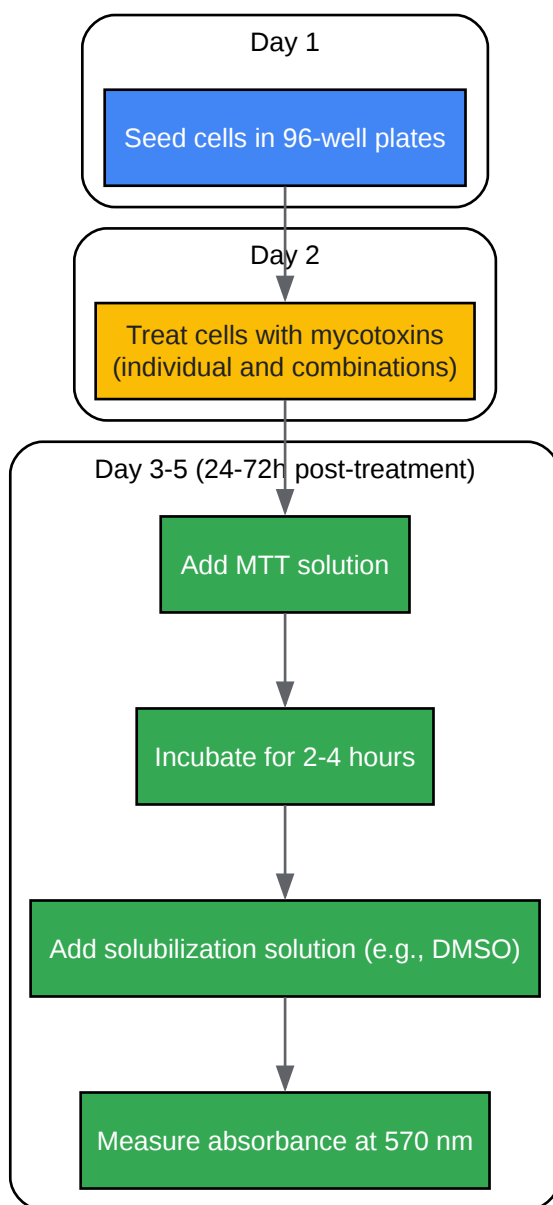 Day 1
Seed cells in 96-well plates
Day 2
Treat cells with mycotoxins
(individual and combinations)
Day 3-5 (24-72h post-treatment)
Add MTT solution
Incubate for 2-4 hours
Add solubilization solution (e.g., DMSO)
Measure absorbance at 570 nm